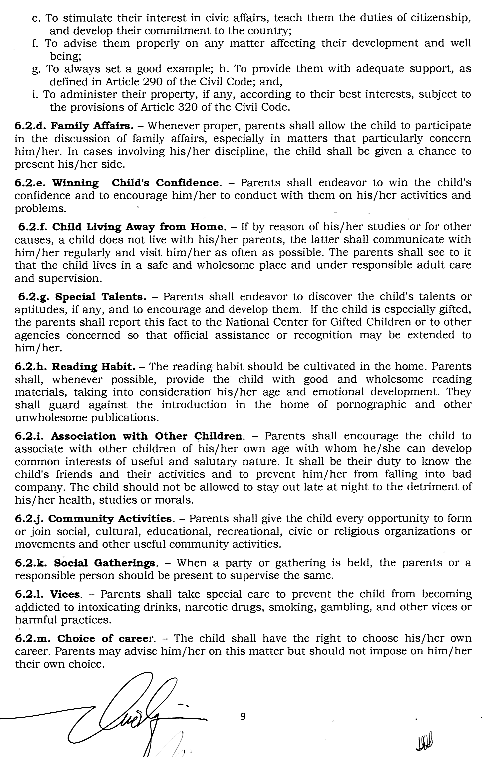 e. To stimulate their interest in civic affairs, teach them the duties of citizenship,
and develop their commitment to the country;
f. To advise them properly on any matter affecting their development and well
being;
g. To always set a good example; h. To provide them with adequate support, as
defined in Article 290 of the Civil Code; and,
i. To administer their property, if any, according to their best interests, subject to
the provisions of Article 320 of the Civil Code.
6.2.d. Family Affairs. – Whenever proper, parents shall allow the child to participate
in the discussion of family affairs, especially in matters that particularly concern
him/her. In cases involving his/her discipline, the child shall be given a chance to
present his/her side.
6.2.e. Winning Child's Confidence. – Parents shall endeavor to win the child's
confidence and to encourage him/her to conduct with them on his/her activities and
problems.
6.2.f. Child Living Away from Home. – If by reason of his/her studies or for other
causes, a child does not live with his/her parents, the latter shall communicate with
him/her regularly and visit him/her as often as possible. The parents shall see to it
that the child lives in a safe and wholesome place and under responsible adult care
and supervision.
6.2.g. Special Talents. – Parents shall endeavor to discover the child's talents or
aptitudes, if any, and to encourage and develop them. If the child is especially gifted,
the parents shall report this fact to the National Center for Gifted Children or to other
agencies concerned so that official assistance or recognition may be extended to
him/her.
6.2.h. Reading Habit. – The reading habit should be cultivated in the home. Parents
shall, whenever possible, provide the child with good and wholesome reading
materials, taking into consideration his/her age and emotional development. They
shall guard against the introduction in the home of pornographic and other
unwholesome publications.
6.2.i. Association with Other Children. – Parents shall encourage the child to
associate with other children of his/her own age with whom he/she can develop
common interests of useful and salutary nature. It shall be their duty to know the
child's friends and their activities and to prevent him/her from falling into bad
company. The child should not be allowed to stay out late at night to the detriment of
his/her health, studies or morals.
6.2.j. Community Activities. – Parents shall give the child every opportunity to form
or join social, cultural, educational, recreational, civic or religious organizations or
movements and other useful community activities.
6.2.k. Social Gatherings. – When a party or gathering is held, the parents or a
responsible person should be present to supervise the same.
6.2.l. Vices. – Parents shall take special care to prevent the child from becoming
addicted to intoxicating drinks, narcotic drugs, smoking, gambling, and other vices or
harmful practices.
6.2.m. Choice of career. – The child shall have the right to choose his/her own
career. Parents may advise him/her on this matter but should not impose on him/her
their own choice.
9